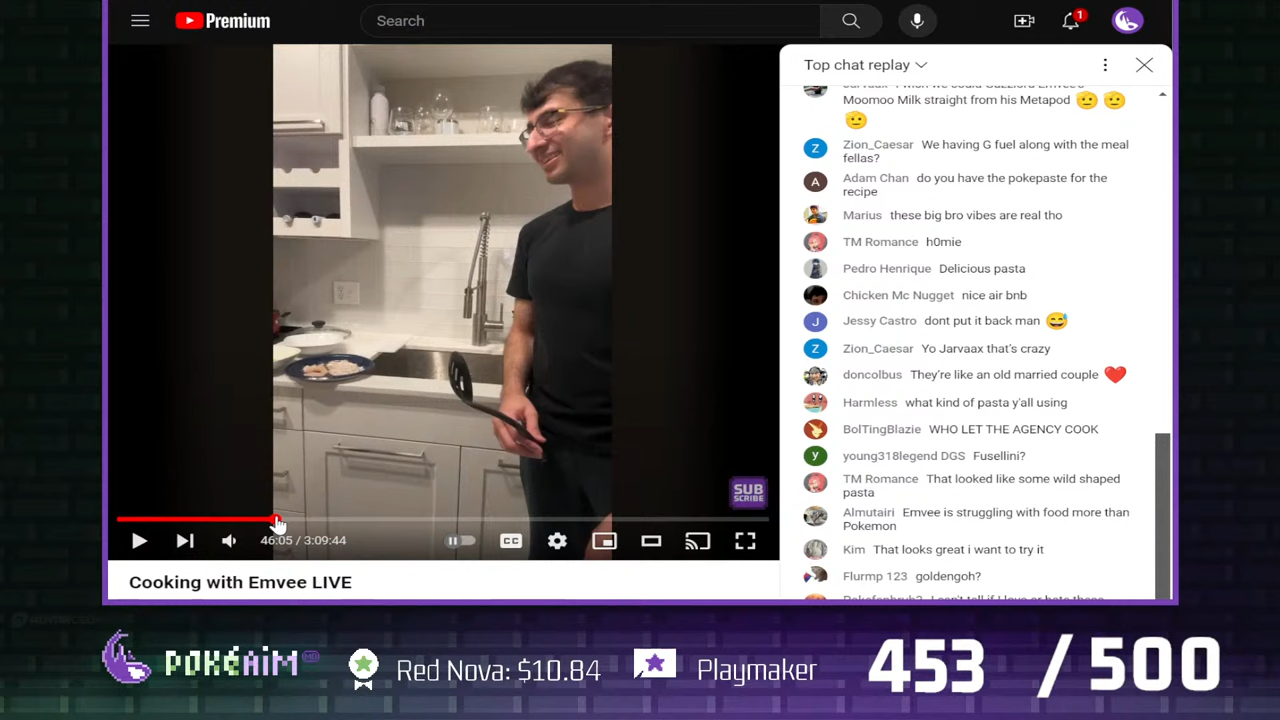 Premium
Search
1
Top chat replay
Moomoo Milk straight from his Metapod
Z Zion_Caesar We having G fuel along with the meal
fellas?
A Adam Chan do you have the pokepaste for the
recipe
Marius these big bro vibes are real tho
TM Romance h0mie
Pedro Henrique Delicious pasta
Chicken Mc Nugget nice air bnb
J Jessy Castro dont put it back man
Z Zion_Caesar Yo Jarvaax that's crazy
doncolbus They're like an old married couple
Harmless what kind of pasta y'all using
BolTingBlazie WHO LET THE AGENCY COOK
y young318legend DGS Fusellini?
TM Romance That looked like some wild shaped
pasta
Almutairi Emvee is struggling with food more than
Pokemon
Kim That looks great i want to try it
Flurmp 123 goldengoh?
SUB
SCRIBE
46:05 / 3:09:44
CC
Cooking with Emvee LIVE
POKÉAIM HD
Red Nova: $10.84
Playmaker
453 / 500